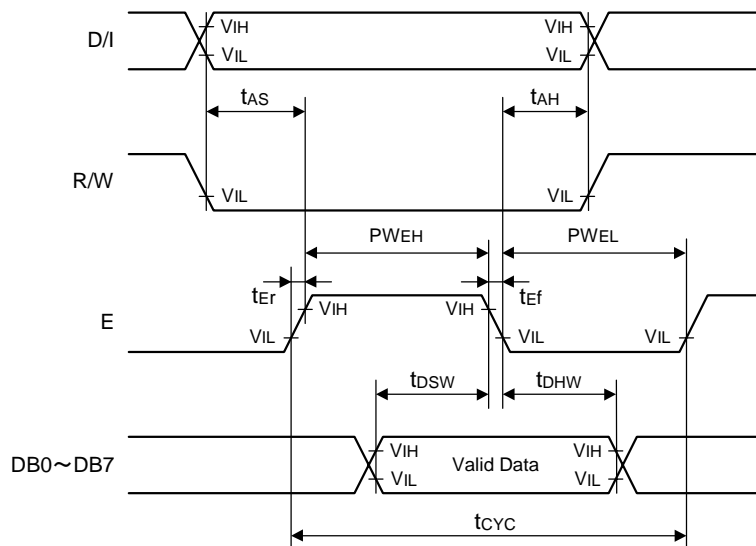 D/I
VIH
VIH
VIL
VIL
tAS
tAH
R/W
VIL
VIL
PWEH
PWEL
tEr
tEf
E
VIH
VIH
VIL
VIL
VIL
tDSW
tDHW
DB0～DB7
VIH
VIH
VIL
Valid Data
VIL
tCYC